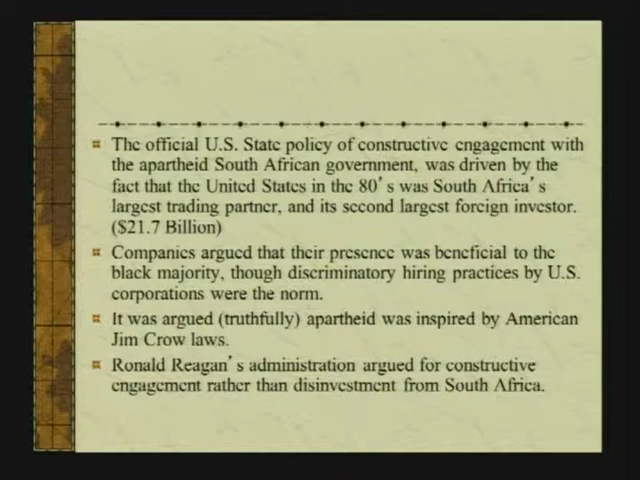 The official U.S. State policy of constructive engagement with
the apartheid South African government, was driven by the
fact that the United States in the 80's was South Africa's
largest trading partner, and its second largest foreign investor.
($21.7 Billion)
Companies argued that their presence was beneficial to the
black majority, though discriminatory hiring practices by U.S.
corporations were the norm.
It was argued (truthfully) apartheid was inspired by American
Jim Crow laws.
Ronald Reagan's administration argued for constructive
engagement rather than disinvestment from South Africa.